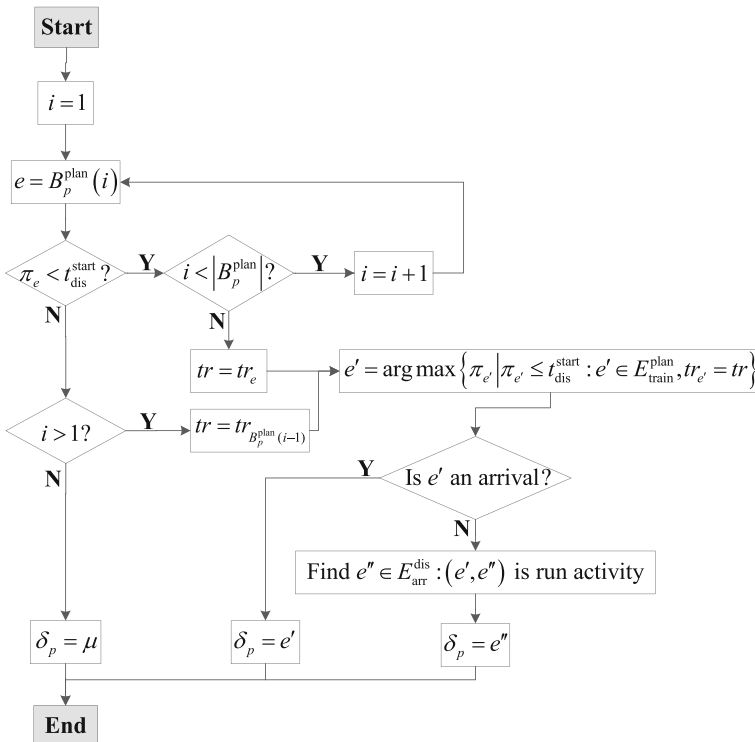 Start
i = 1
e = B_p^plan (i)
π_e < t_dis^start ?
Y
i < |B_p^plan| ?
Y
i = i + 1
N
N
tr = tr_e
e′ = arg max {π_e′ | π_e′ ≤ t_dis^start : e′ ∈ E_train^plan, tr_e′ = tr}
i > 1?
Y
tr = tr_{B_p^plan (i−1)}
N
Is e′ an arrival?
Y
N
Find e″ ∈ E_arr^dis : (e′, e″) is run activity
δ_p = μ
δ_p = e′
δ_p = e″
End